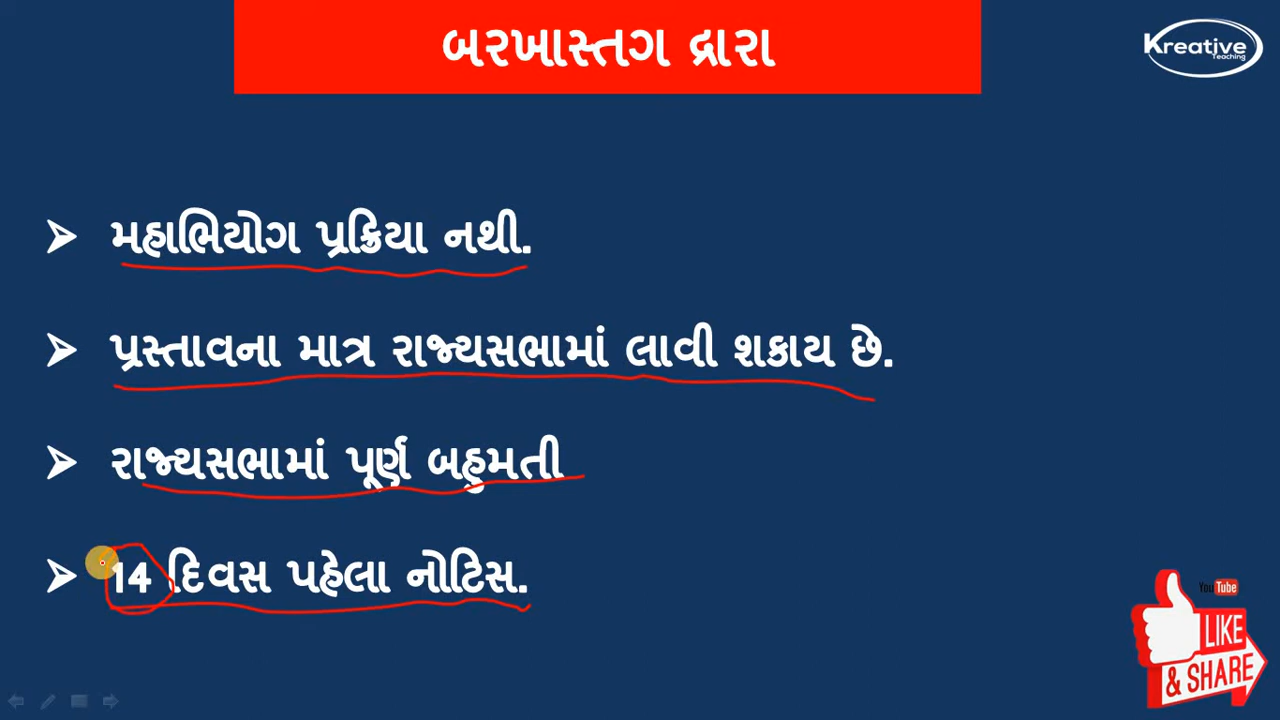 બરખાસ્તગ દ્રારા
Kreative
Teaching
➢ મહાભિયોગ પ્રક્રિયા નથી.
➢ પ્રસ્તાવના માત્ર રાજ્યસભામાં લાવી શકાય છે.
➢ રાજ્યસભામાં પૂર્ણ બહુમતી
➢ 14 દિવસ પહેલા નોટિસ.
YouTube
LIKE
& SHARE